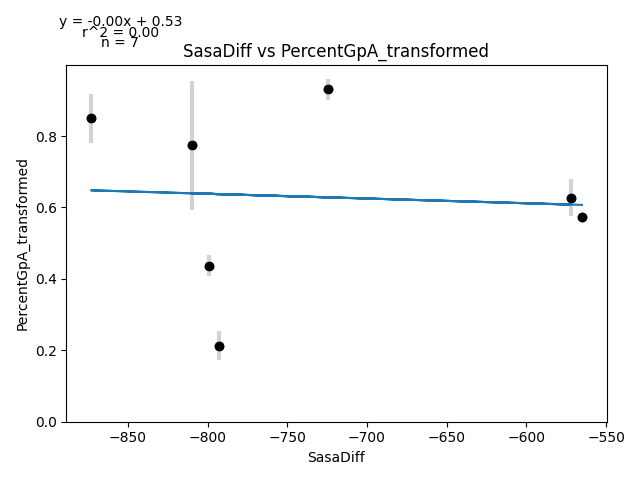 y = -0.00x + 0.53
r^2 = 0.00
n = 7
SasaDiff vs PercentGpA_transformed
PercentGpA_transformed
0.8
0.6
0.4
0.2
0.0
−850 −800 −750 −700 −650 −600 −550
SasaDiff